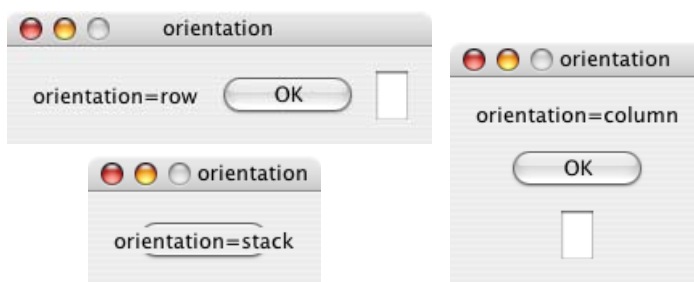 orientation
orientation=row OK
orientation
orientation=stack
orientation
orientation=column
OK